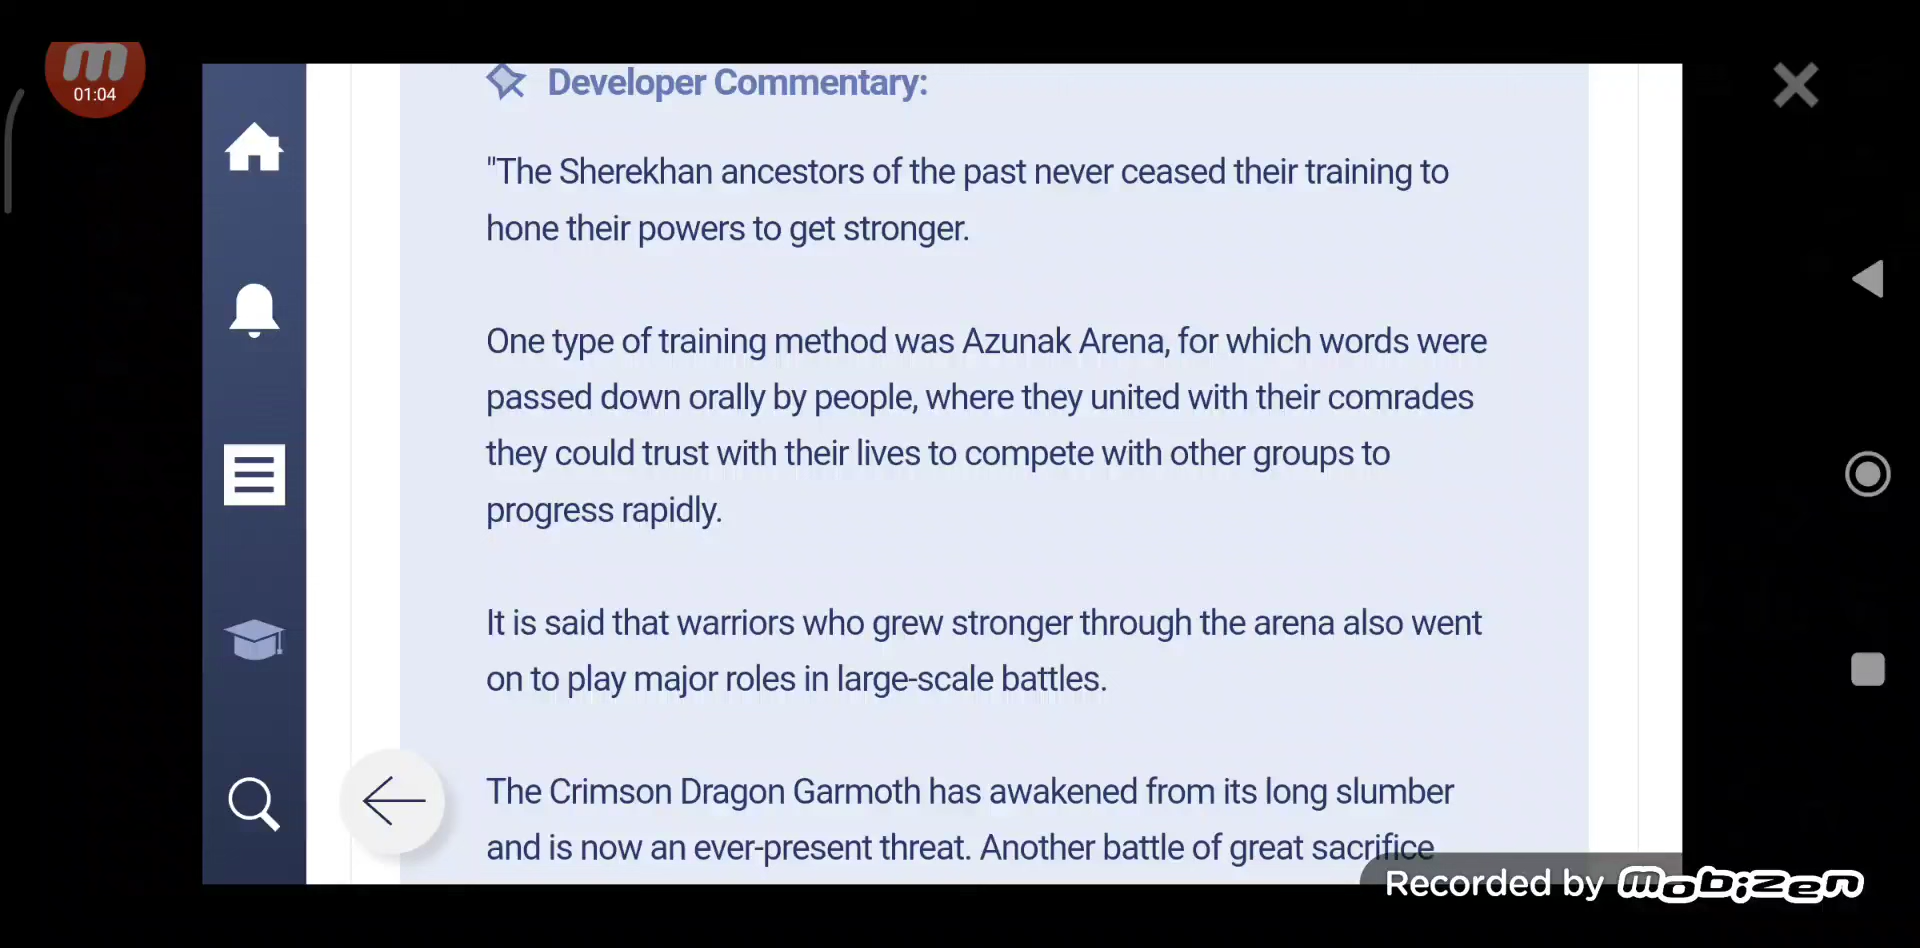 m
01:04
Developer Commentary:
"The Sherekhan ancestors of the past never ceased their training to
hone their powers to get stronger.
One type of training method was Azunak Arena, for which words were
passed down orally by people, where they united with their comrades
they could trust with their lives to compete with other groups to
progress rapidly.
It is said that warriors who grew stronger through the arena also went
on to play major roles in large-scale battles.
The Crimson Dragon Garmoth has awakened from its long slumber
and is now an ever-present threat. Another battle of great sacrifice
Recorded by mobizen